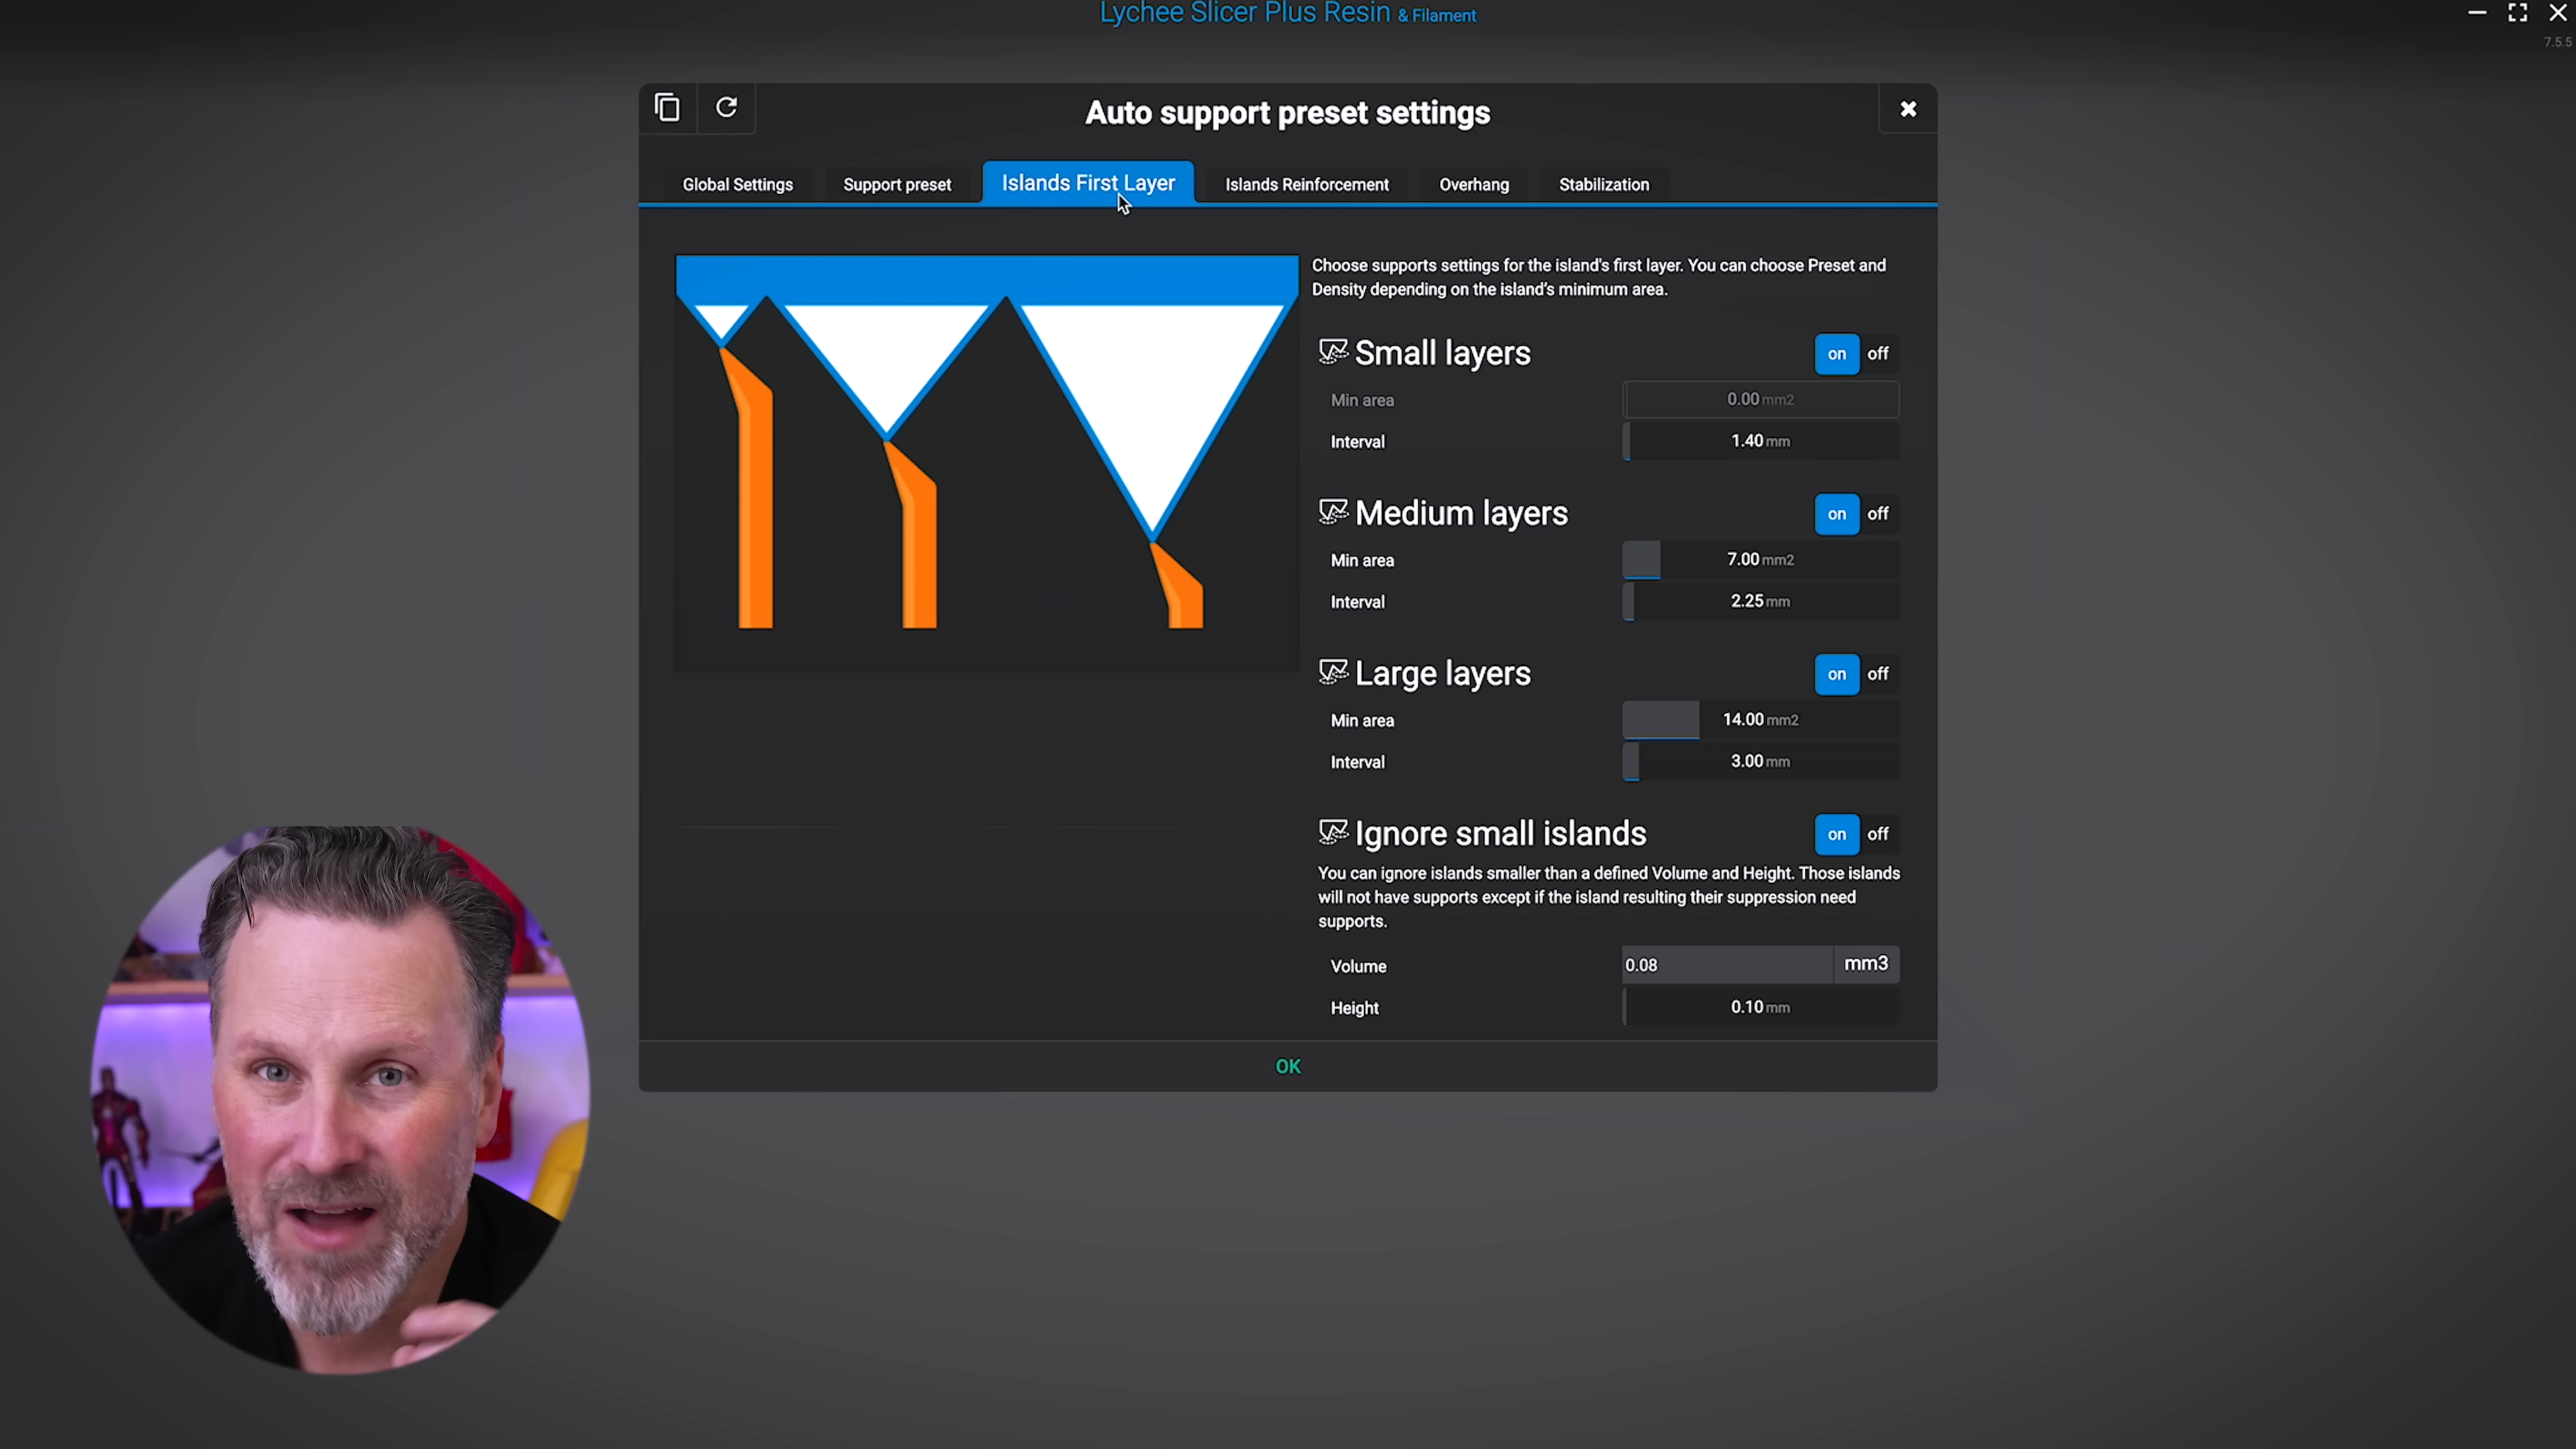 Lychee Slicer Plus Resin & Filament
7.5.5
Auto support preset settings
Global Settings
Support preset
Islands First Layer
Islands Reinforcement
Overhang
Stabilization
Choose supports settings for the island's first layer. You can choose Preset and
Density depending on the island's minimum area.
Small layers
on off
Min area
0.00 mm2
Interval
1.40 mm
Medium layers
on off
Min area
7.00 mm2
Interval
2.25 mm
Large layers
on off
Min area
14.00 mm2
Interval
3.00 mm
Ignore small islands
on off
You can ignore islands smaller than a defined Volume and Height. Those islands
will not have supports except if the island resulting their suppression need
supports.
Volume
0.08 mm3
Height
0.10 mm
OK